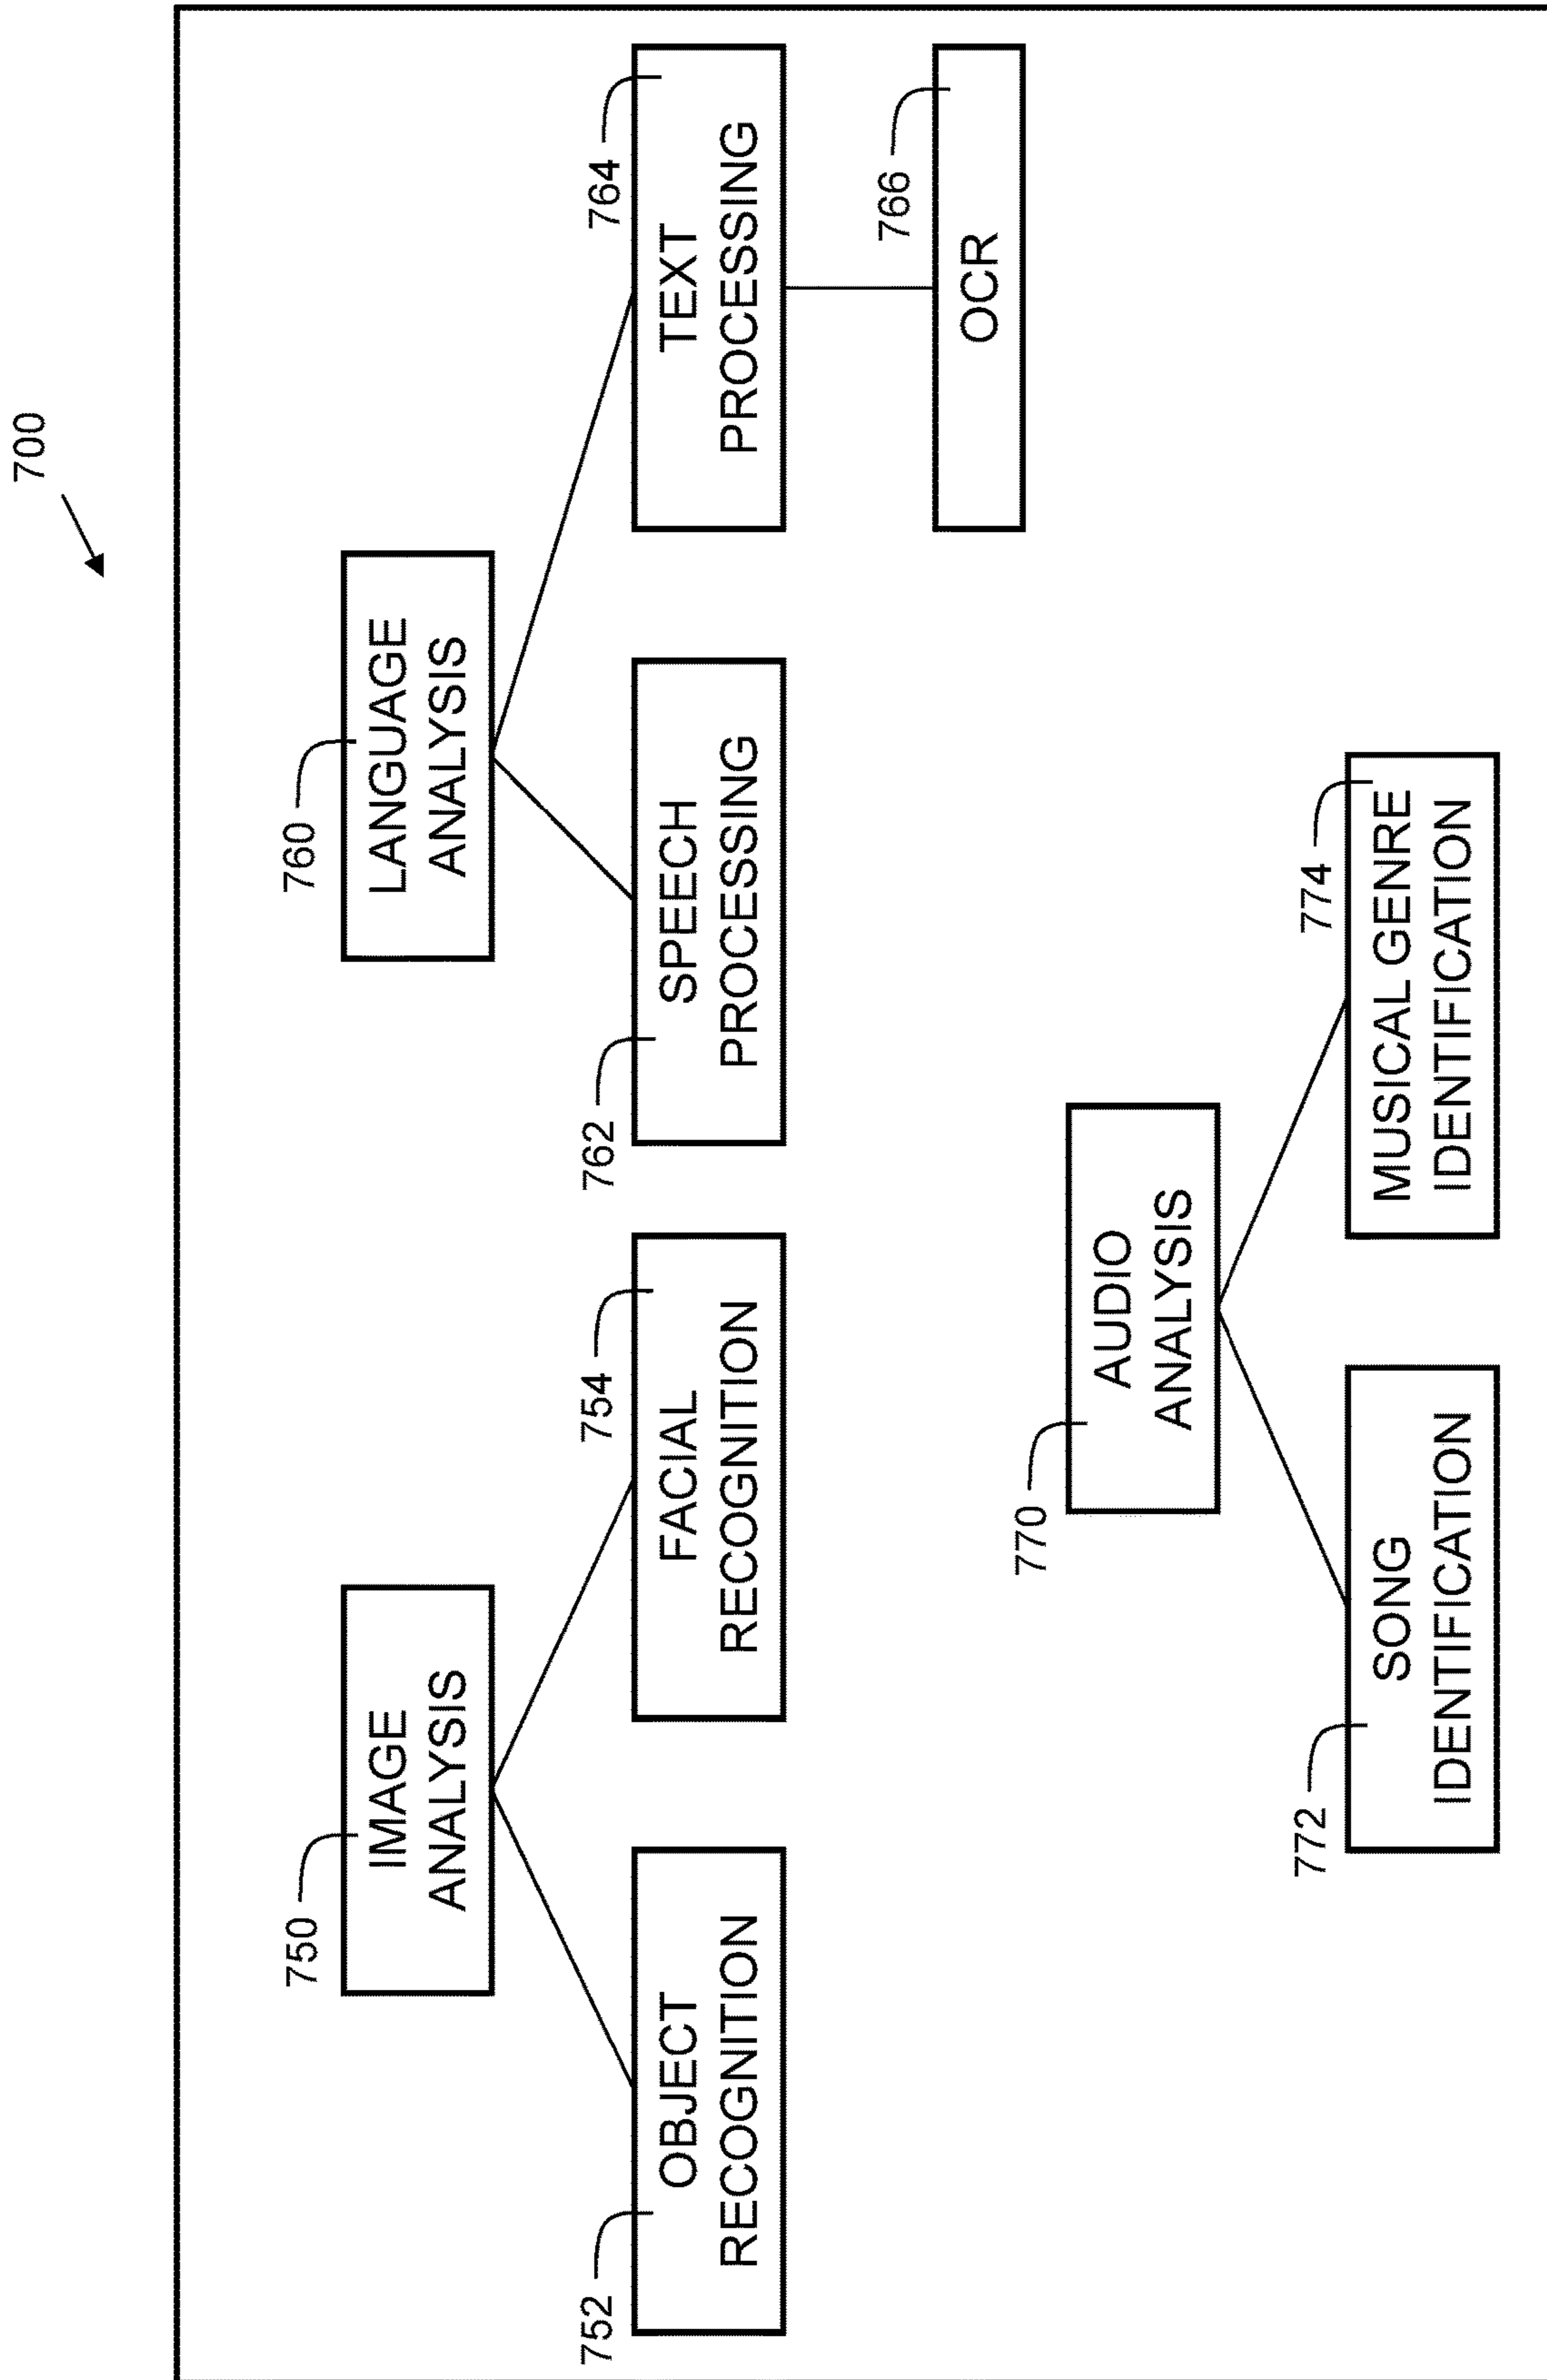 700
750
IMAGE
ANALYSIS
760
LANGUAGE
ANALYSIS
752
OBJECT
RECOGNITION
754
FACIAL
RECOGNITION
762
SPEECH
PROCESSING
764
TEXT
PROCESSING
766
OCR
770
AUDIO
ANALYSIS
772
SONG
IDENTIFICATION
774
MUSICAL GENRE
IDENTIFICATION